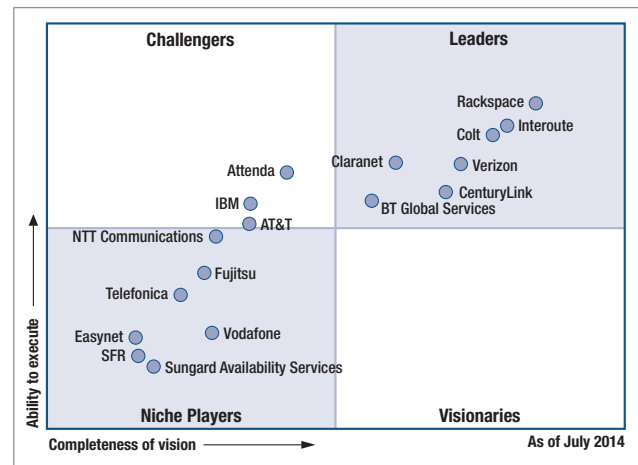 Challengers
Leaders
Rackspace
Interoute
Colt
Claranet
Verizon
Attenda
CenturyLink
IBM
BT Global Services
AT&T
NTT Communications
Fujitsu
Telefonica
Vodafone
Easynet
SFR
Sungard Availability Services
Ability to execute
Niche Players
Visionaries
Completeness of vision
As of July 2014